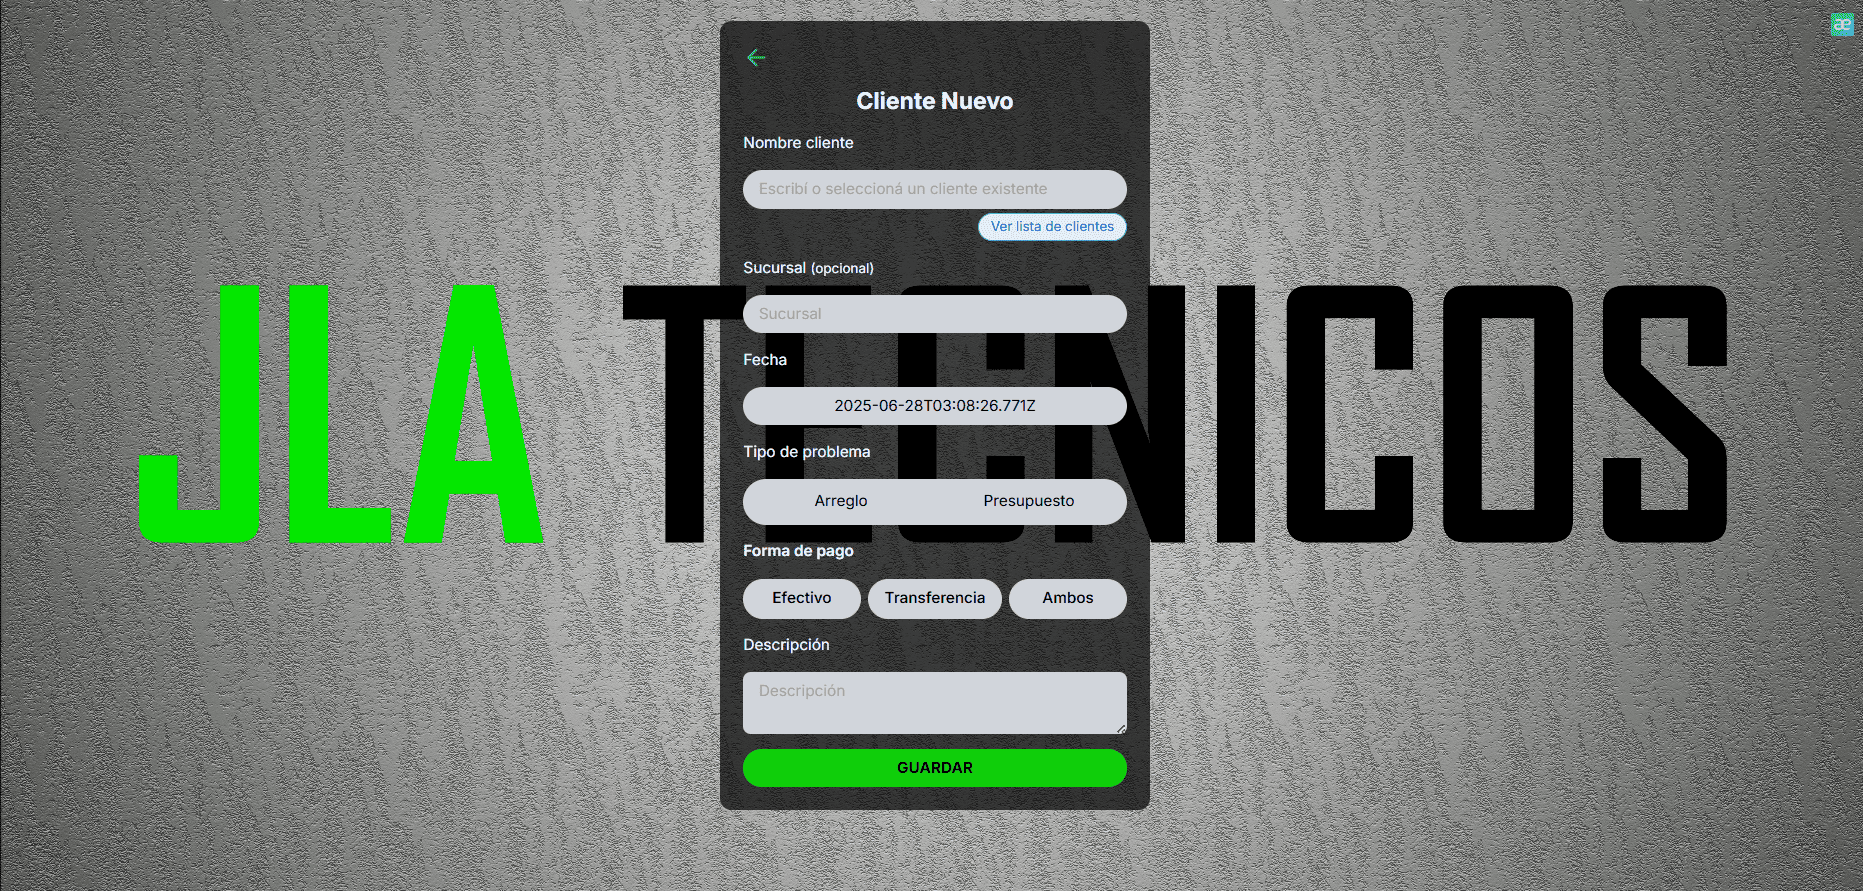 æ
Cliente Nuevo
Nombre cliente
Escribí o seleccioná un cliente existente
Ver lista de clientes
Sucursal (opcional)
Sucursal
Fecha
2025-06-28T03:08:26.771Z
Tipo de problema
Arreglo Presupuesto
Forma de pago
Efectivo Transferencia Ambos
Descripción
Descripción
GUARDAR
JLA TECNICOS